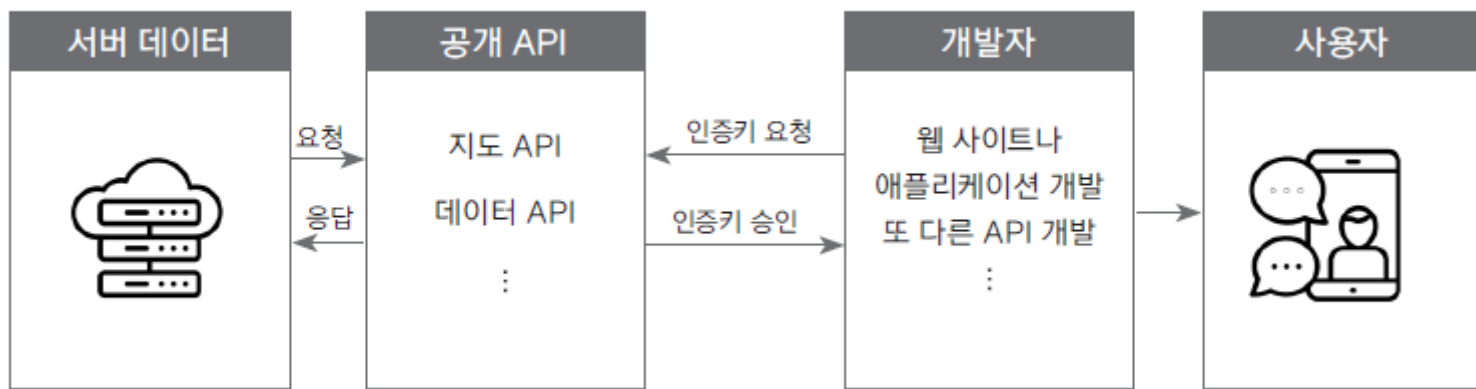 서버 데이터
요청
응답
공개 API
지도 API
데이터 API
⋮
인증키 요청
인증키 승인
개발자
웹 사이트나
애플리케이션 개발
또 다른 API 개발
⋮
사용자